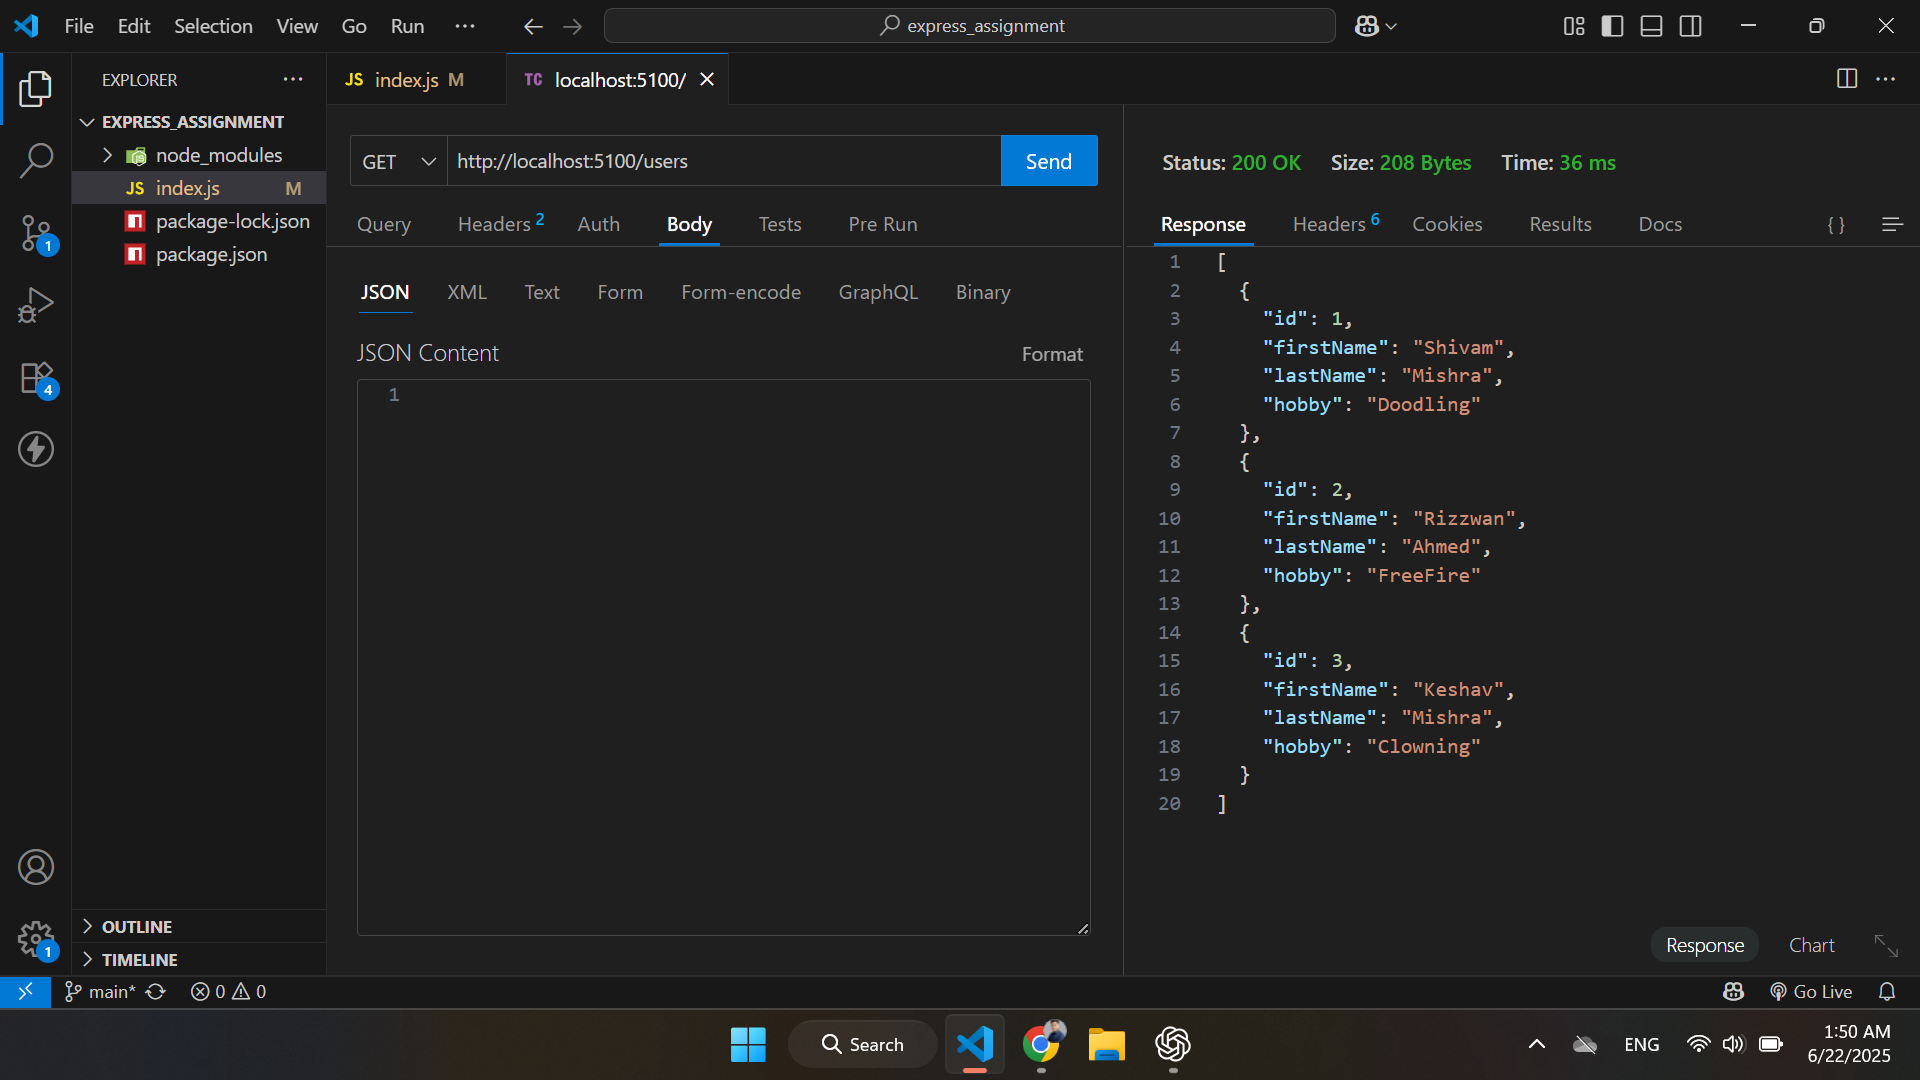 File Edit Selection View Go Run ··· express_assignment
EXPLORER ···
EXPRESS_ASSIGNMENT
node_modules
JS index.js M
package-lock.json
package.json
OUTLINE
TIMELINE
1
4
1
JS index.js M TC localhost:5100/
GET http://localhost:5100/users Send
Query Headers 2 Auth Body Tests Pre Run
JSON XML Text Form Form-encode GraphQL Binary
JSON Content Format
1
Status: 200 OK Size: 208 Bytes Time: 36 ms
Response Headers 6 Cookies Results Docs { }
1 [
2 {
3 "id": 1,
4 "firstName": "Shivam",
5 "lastName": "Mishra",
6 "hobby": "Doodling"
7 },
8 {
9 "id": 2,
10 "firstName": "Rizzwan",
11 "lastName": "Ahmed",
12 "hobby": "FreeFire"
13 },
14 {
15 "id": 3,
16 "firstName": "Keshav",
17 "lastName": "Mishra",
18 "hobby": "Clowning"
19 }
20 ]
Response Chart
main* 0 0 Go Live
Search ENG 1:50 AM
6/22/2025